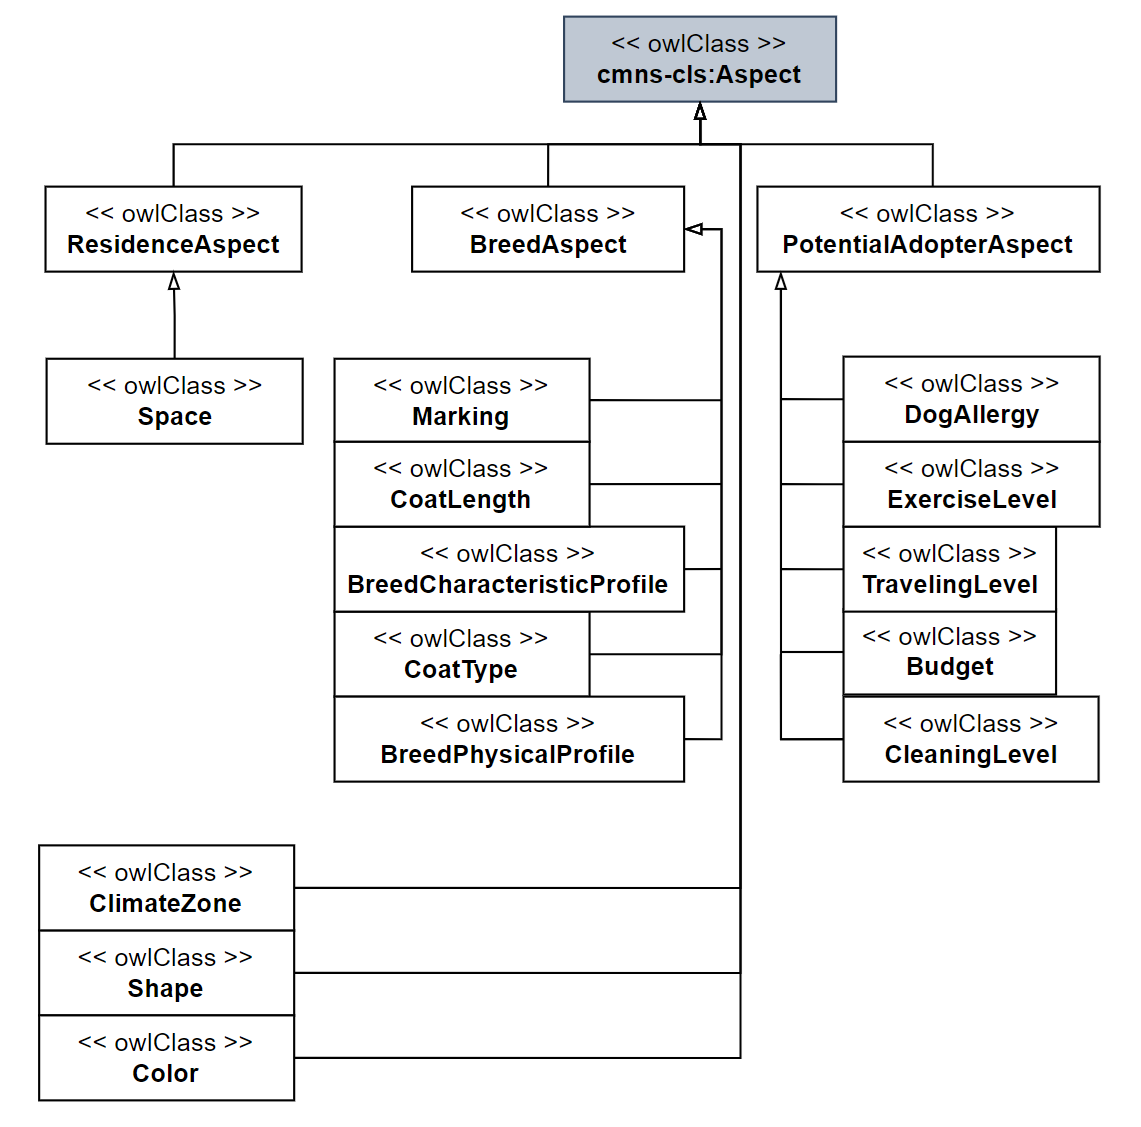 << owlClass >>
cmns-cls:Aspect
<< owlClass >>
ResidenceAspect
<< owlClass >>
BreedAspect
<< owlClass >>
PotentialAdopterAspect
<< owlClass >>
Space
<< owlClass >>
Marking
<< owlClass >>
CoatLength
<< owlClass >>
BreedCharacteristicProfile
<< owlClass >>
CoatType
<< owlClass >>
BreedPhysicalProfile
<< owlClass >>
DogAllergy
<< owlClass >>
ExerciseLevel
<< owlClass >>
TravelingLevel
<< owlClass >>
Budget
<< owlClass >>
CleaningLevel
<< owlClass >>
ClimateZone
<< owlClass >>
Shape
<< owlClass >>
Color